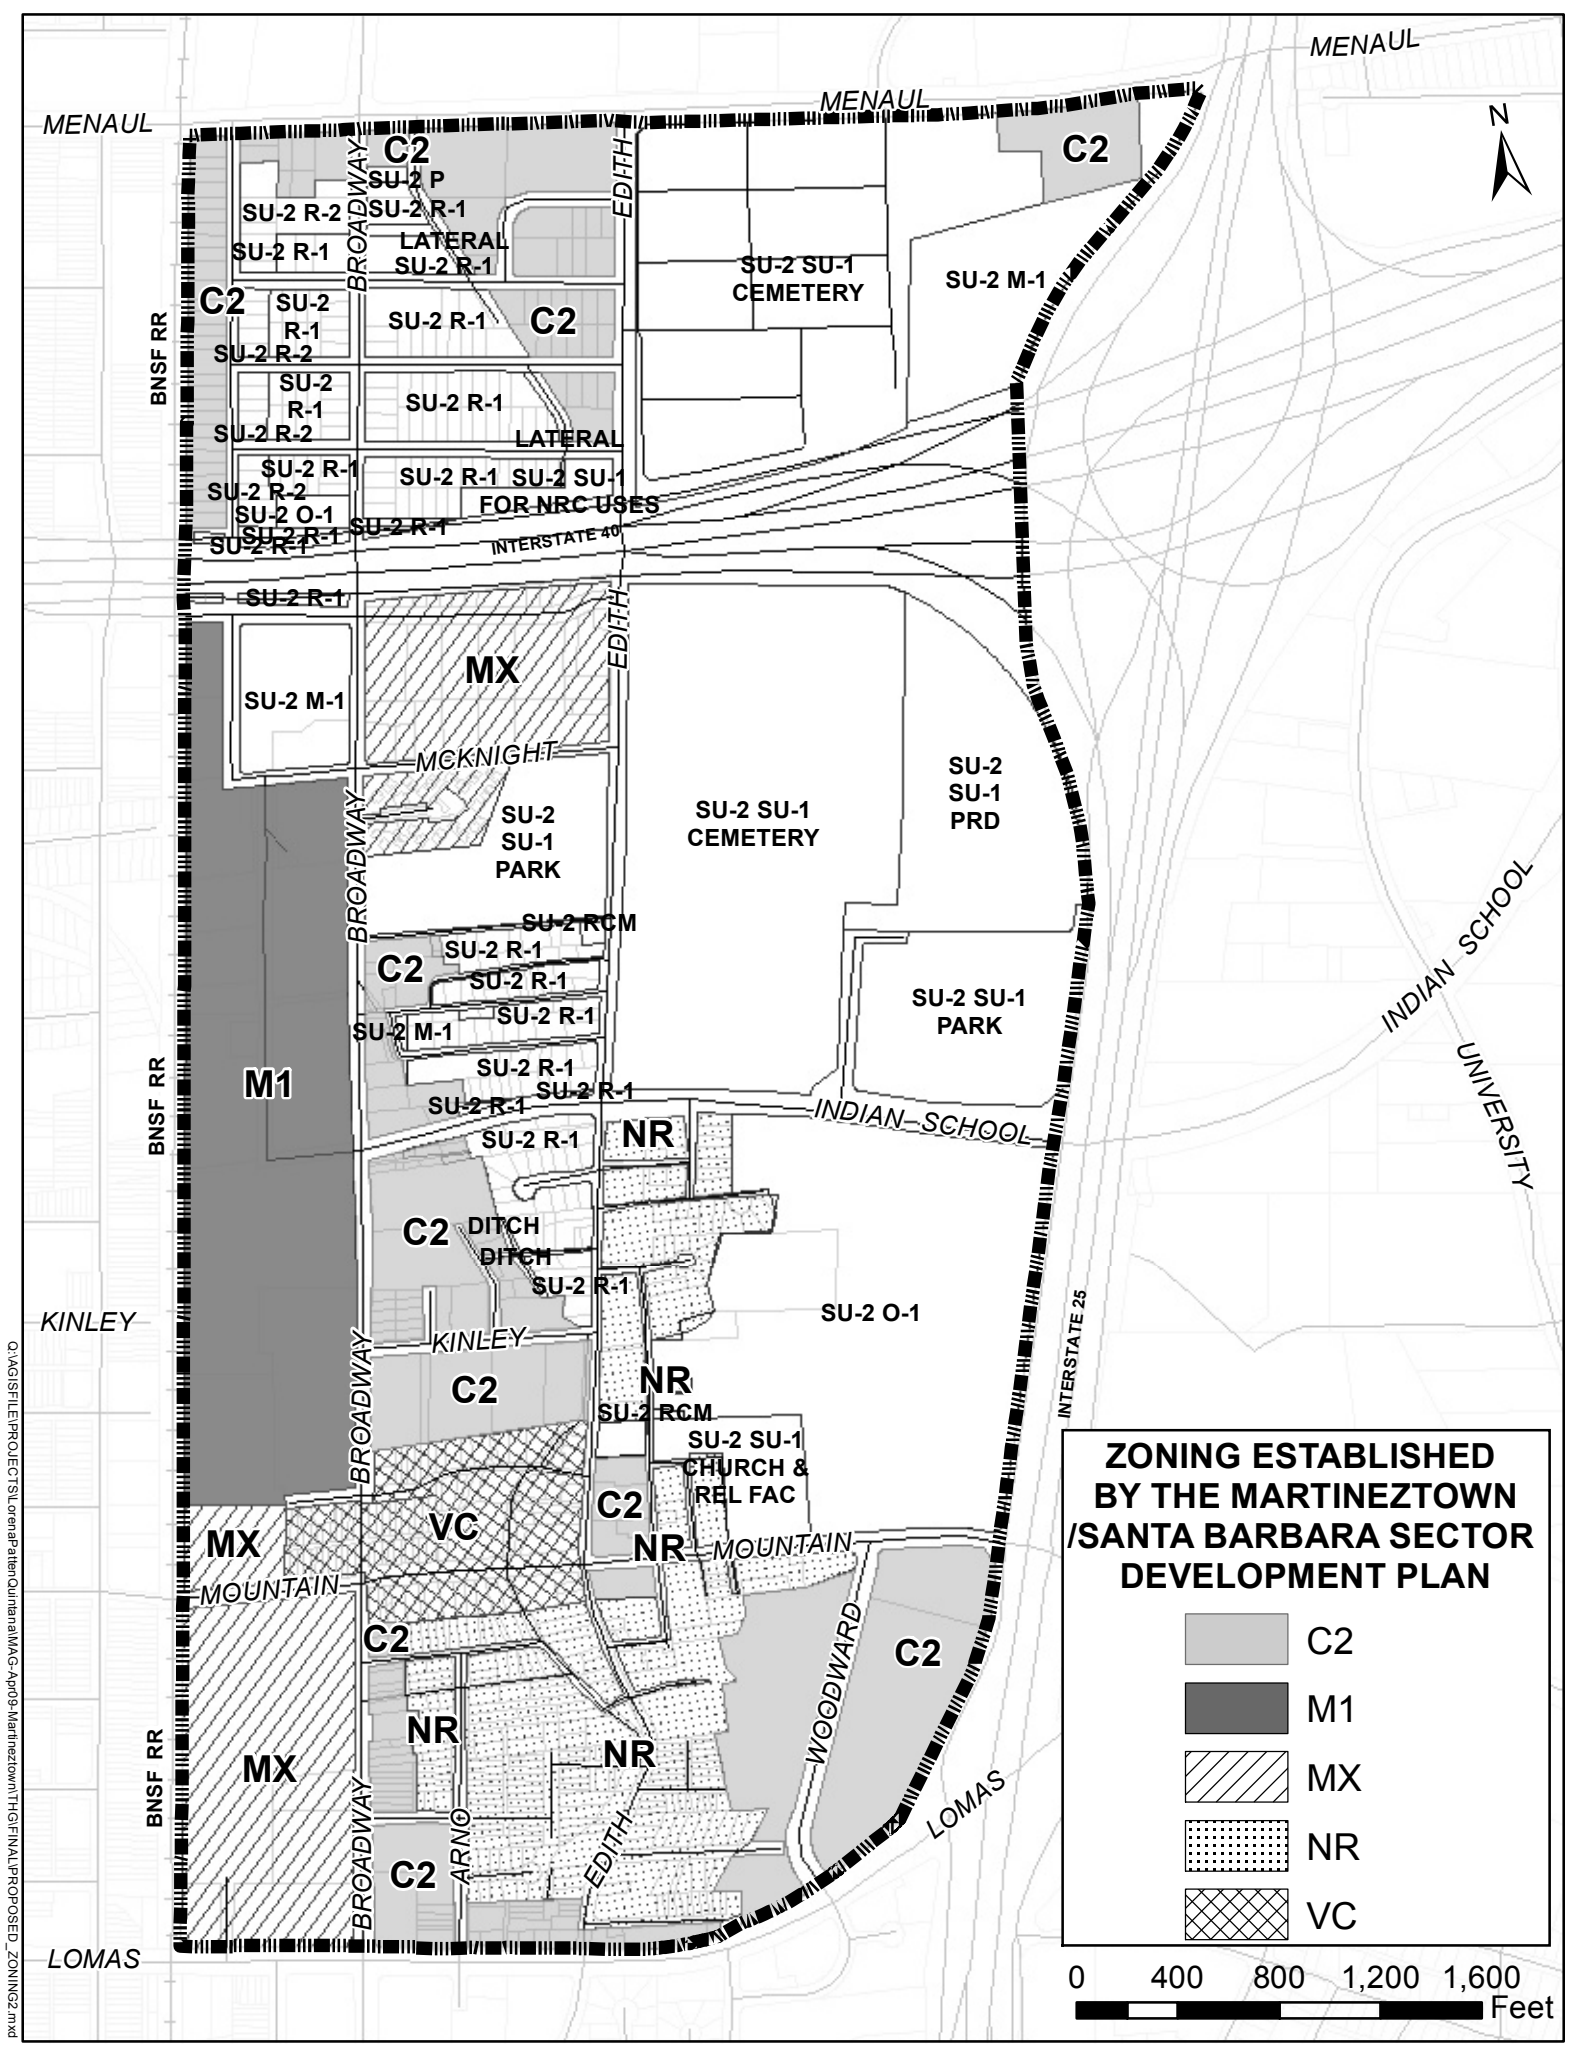 MENAUL
MENAUL
MENAUL
N
C2
SU-2 P
BROADWAY
EDITH
C2
SU-2 R-2
SU-2 R-1
SU-2 R-1
LATERAL
SU-2 R-1
SU-2 SU-1
CEMETERY
SU-2 M-1
C2
SU-2
R-1
SU-2 R-1
C2
SU-2 R-2
BNSF RR
SU-2
R-1
SU-2 R-1
SU-2 R-2
LATERAL
SU-2 R-1
SU-2 R-1
SU-2 SU-1
FOR NRC USES
SU-2 R-2
SU-2 O-1
SU-2 R-1
SU-2 R-1
SU-2 R-1
INTERSTATE 40
SU-2 R-1
EDITH
MX
SU-2 M-1
MCKNIGHT
SU-2
SU-1
PRD
SU-2
SU-1
PARK
SU-2 SU-1
CEMETERY
BROADWAY
SU-2 RCM
SU-2 R-1
C2
SU-2 R-1
SU-2 R-1
SU-2 M-1
SU-2 SU-1
PARK
INDIAN SCHOOL
UNIVERSITY
M1
BNSF RR
SU-2 R-1
SU-2 R-1
SU-2 R-1
INDIAN SCHOOL
SU-2 R-1
NR
C2
DITCH
DITCH
SU-2 R-1
SU-2 O-1
KINLEY
KINLEY
INTERSTATE 25
BROADWAY
C2
NR
SU-2 RCM
SU-2 SU-1
CHURCH &
REL FAC
C2
MX
VC
NR
MOUNTAIN
MOUNTAIN
C2
WOODWARD
C2
NR
NR
MX
BNSF RR
BROADWAY
ARNO
EDITH
LOMAS
C2
LOMAS
ZONING ESTABLISHED
BY THE MARTINEZTOWN
/SANTA BARBARA SECTOR
DEVELOPMENT PLAN
C2
M1
MX
NR
VC
0 400 800 1,200 1,600
Feet
Q:\AGISFILE\PROJECTS\LorenaPattenQuintana\MAG-Apr09-Martineztown\THG\FINAL\PROPOSED_ZONING2.mxd